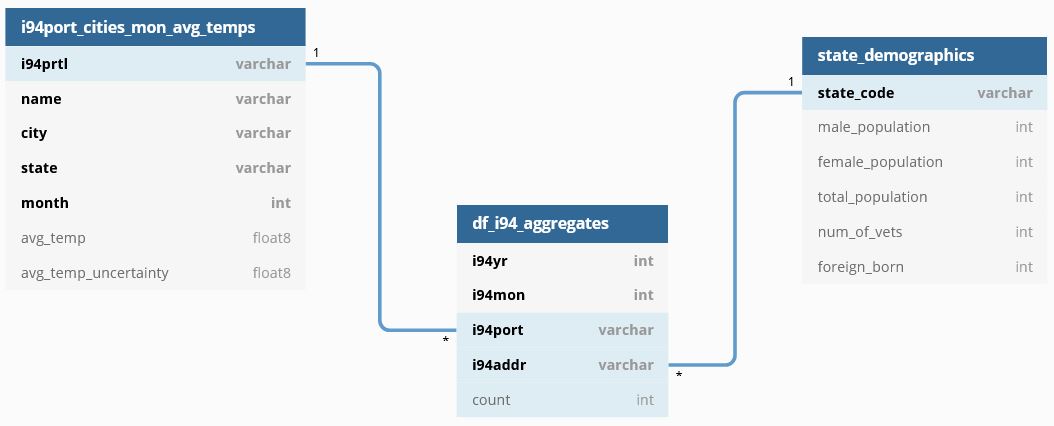 i94port_cities_mon_avg_temps
i94prtl varchar
name varchar
city varchar
state varchar
month int
avg_temp float8
avg_temp_uncertainty float8
1
*
df_i94_aggregates
i94yr int
i94mon int
i94port varchar
i94addr varchar
count int
*
1
state_demographics
state_code varchar
male_population int
female_population int
total_population int
num_of_vets int
foreign_born int